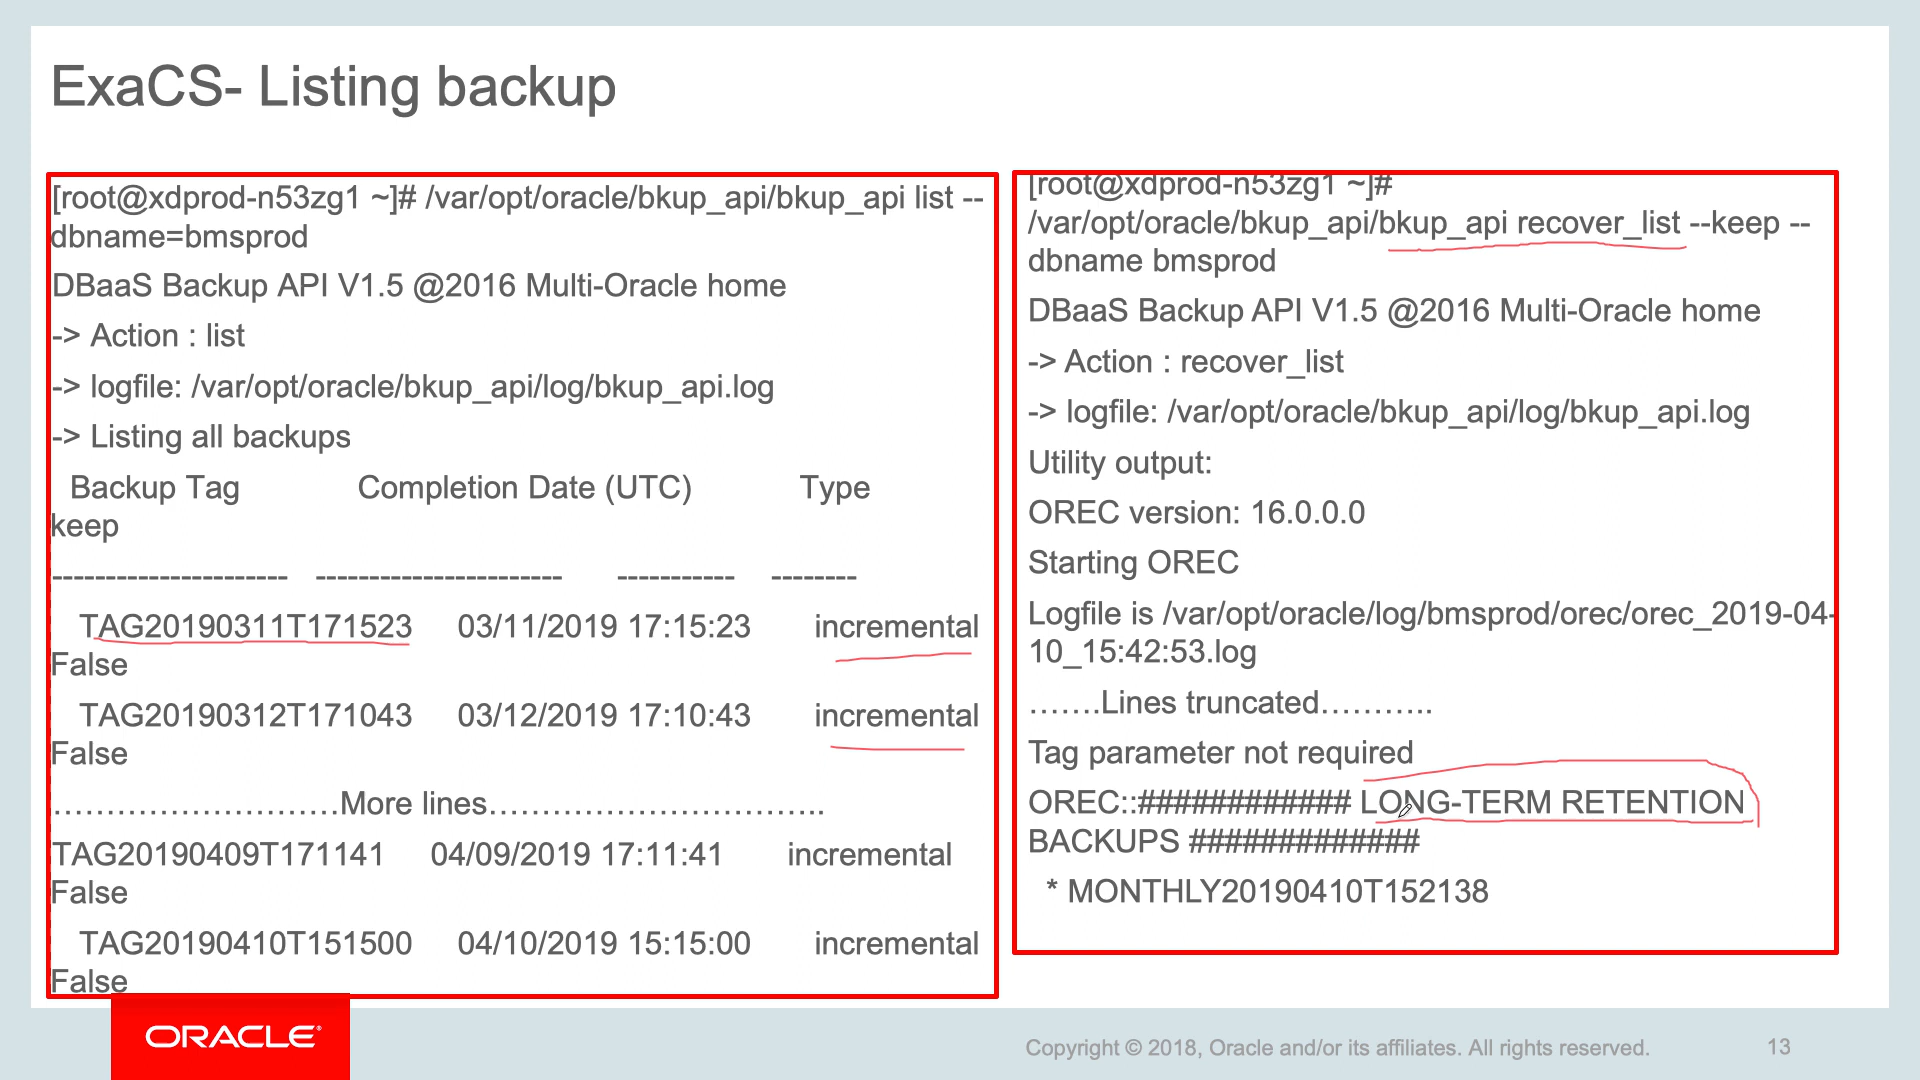 ExaCS- Listing backup
[root@xdprod-n53zg1 ~]# /var/opt/oracle/bkup_api/bkup_api list --
dbname=bmsprod
DBaaS Backup API V1.5 @2016 Multi-Oracle home
-> Action : list
-> logfile: /var/opt/oracle/bkup_api/log/bkup_api.log
-> Listing all backups
Backup Tag Completion Date (UTC) Type
keep
---------------------- ----------------------- ----------- --------
TAG20190311T171523 03/11/2019 17:15:23 incremental
False
TAG20190312T171043 03/12/2019 17:10:43 incremental
False
………………………More lines…………………………..
TAG20190409T171141 04/09/2019 17:11:41 incremental
False
TAG20190410T151500 04/10/2019 15:15:00 incremental
False
[root@xdprod-n53zg1 ~]#
/var/opt/oracle/bkup_api/bkup_api recover_list --keep --
dbname bmsprod
DBaaS Backup API V1.5 @2016 Multi-Oracle home
-> Action : recover_list
-> logfile: /var/opt/oracle/bkup_api/log/bkup_api.log
Utility output:
OREC version: 16.0.0.0
Starting OREC
Logfile is /var/opt/oracle/log/bmsprod/orec/orec_2019-04-
10_15:42:53.log
…….Lines truncated………..
Tag parameter not required
OREC::############ LONG-TERM RETENTION
BACKUPS #############
* MONTHLY20190410T152138
ORACLE®
Copyright © 2018, Oracle and/or its affiliates. All rights reserved. 13